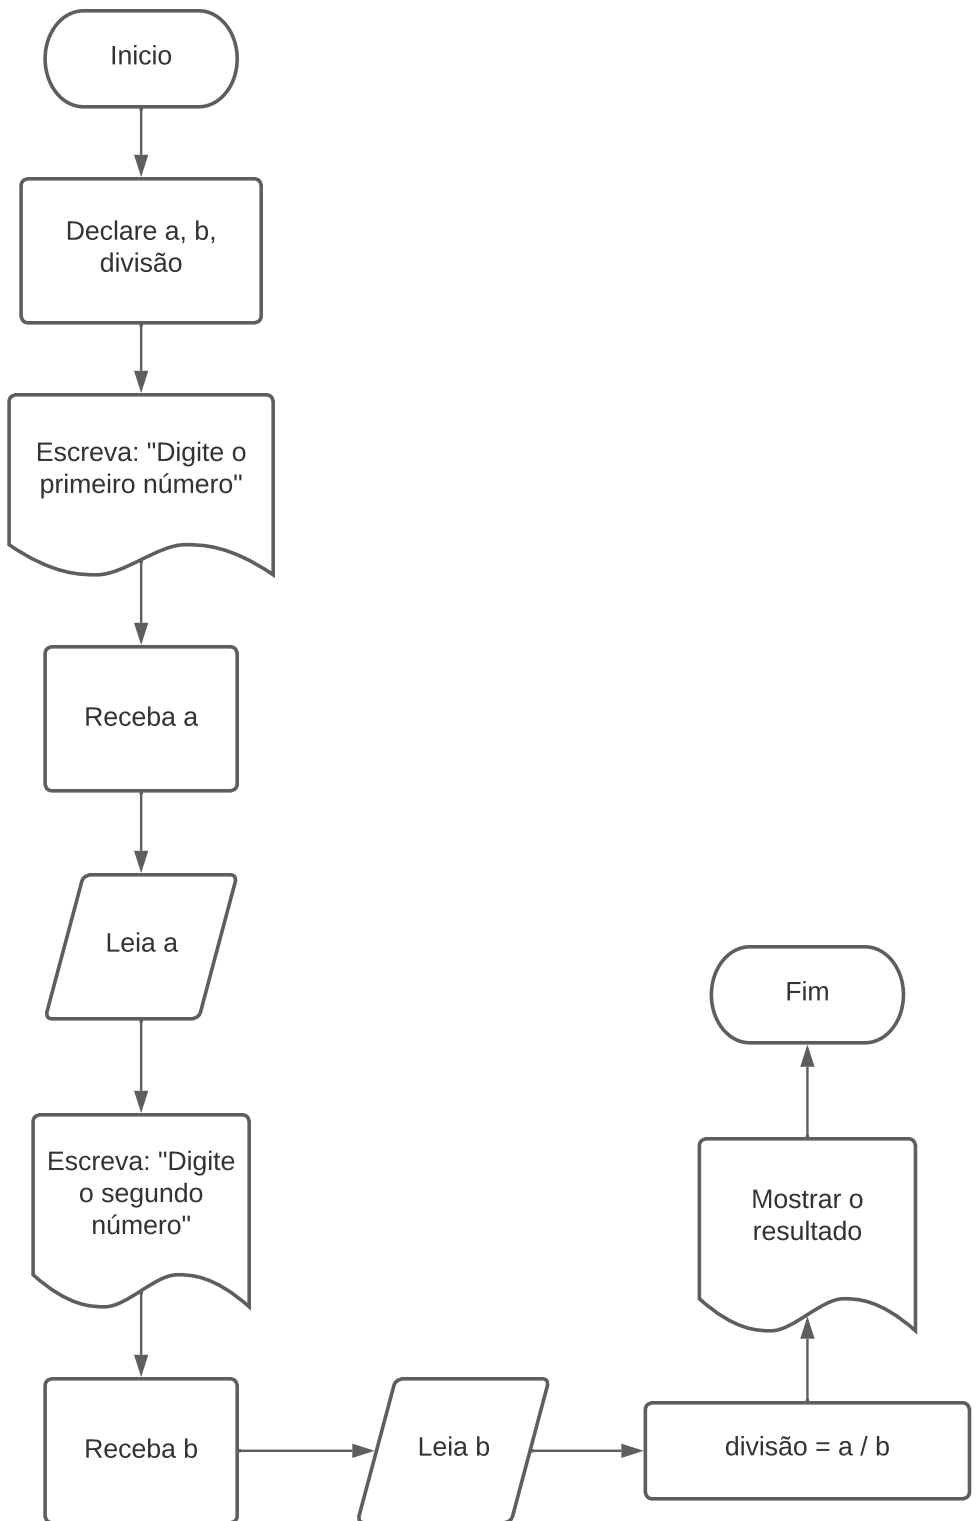 Inicio
Declare a, b,
divisão
Escreva: "Digite o
primeiro número"
Receba a
Leia a
Escreva: "Digite
o segundo
número"
Receba b
Leia b
divisão = a / b
Mostrar o
resultado
Fim